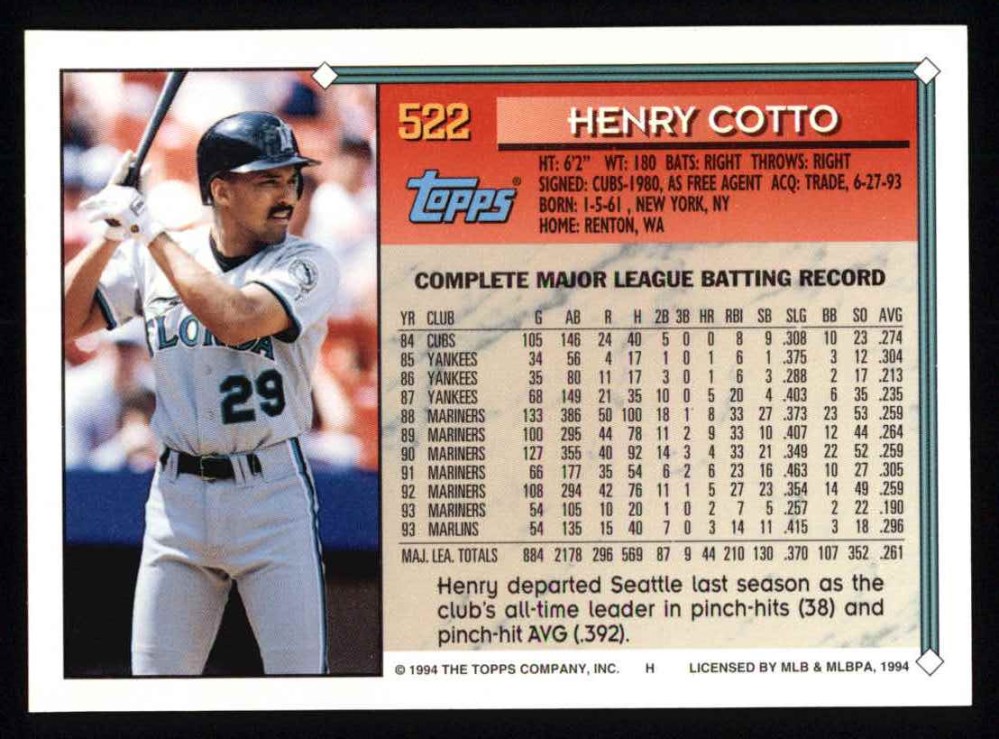 522
HENRY COTTO
Topps®
HT: 6'2" WT: 180 BATS: RIGHT THROWS: RIGHT
SIGNED: CUBS-1980, AS FREE AGENT ACQ: TRADE, 6-27-93
BORN: 1-5-61, NEW YORK, NY
HOME: RENTON, WA
FLORIDA
29
COMPLETE MAJOR LEAGUE BATTING RECORD
YR CLUB G AB R H 2B 3B HR RBI SB SLG BB SO AVG
84 CUBS 105 146 24 40 5 0 0 8 9 .308 10 23 .274
85 YANKEES 34 56 4 17 1 0 1 6 1 .375 3 12 .304
86 YANKEES 35 80 11 17 3 0 1 6 3 .288 2 17 .213
87 YANKEES 68 149 21 35 10 0 5 20 4 .403 6 35 .235
88 MARINERS 133 386 50 100 18 1 8 33 27 .373 23 53 .259
89 MARINERS 100 295 44 78 11 2 9 33 10 .407 12 44 .264
90 MARINERS 127 355 40 92 14 3 4 33 21 .349 22 52 .259
91 MARINERS 66 177 35 54 6 2 6 23 16 .463 10 27 .305
92 MARINERS 108 294 42 76 11 1 5 27 23 .354 14 49 .259
93 MARINERS 54 105 10 20 1 0 2 7 5 .257 2 22 .190
93 MARLINS 54 135 15 40 7 0 3 14 11 .415 3 18 .296
MAJ. LEA. TOTALS 884 2178 296 569 87 9 44 210 130 .370 107 352 .261
Henry departed Seattle last season as the
club's all-time leader in pinch-hits (38) and
pinch-hit AVG (.392).
© 1994 THE TOPPS COMPANY, INC. H LICENSED BY MLB & MLBPA, 1994